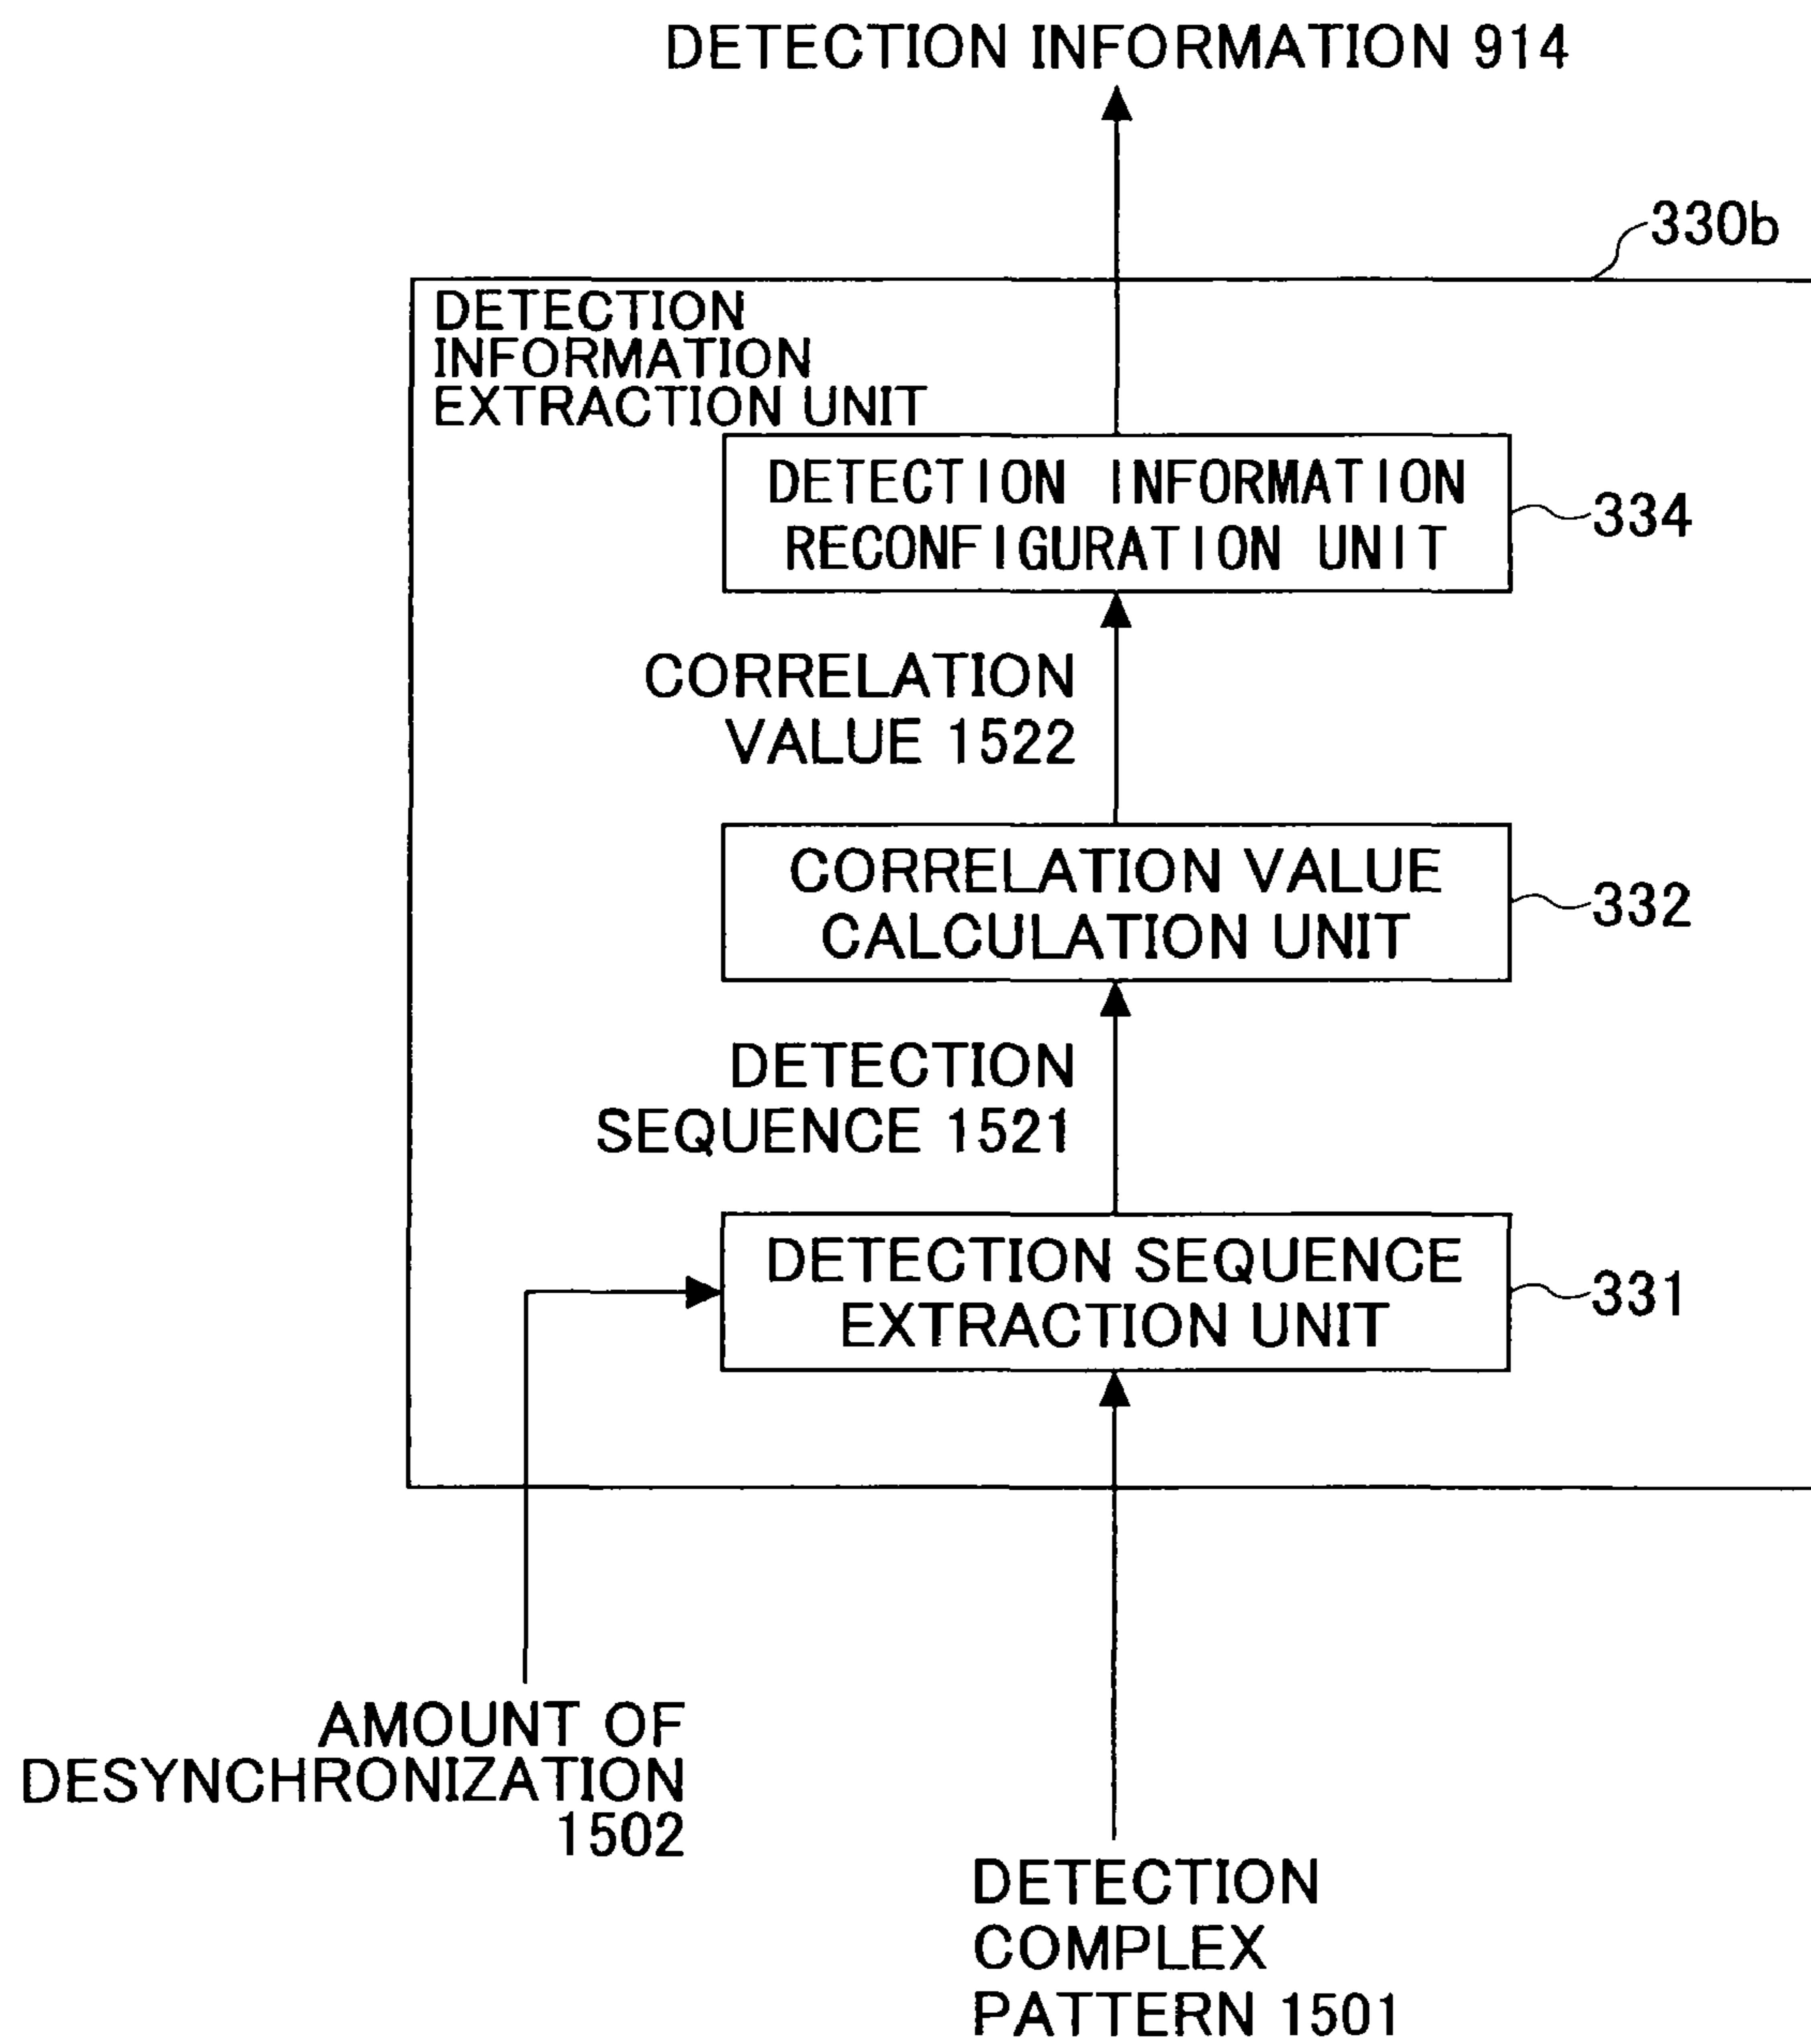 DETECTION INFORMATION 914
330b
DETECTION
INFORMATION
EXTRACTION UNIT
DETECTION INFORMATION
RECONFIGURATION UNIT
334
CORRELATION
VALUE 1522
CORRELATION VALUE
CALCULATION UNIT
332
DETECTION
SEQUENCE 1521
DETECTION SEQUENCE
EXTRACTION UNIT
331
AMOUNT OF
DESYNCHRONIZATION
1502
DETECTION
COMPLEX
PATTERN 1501